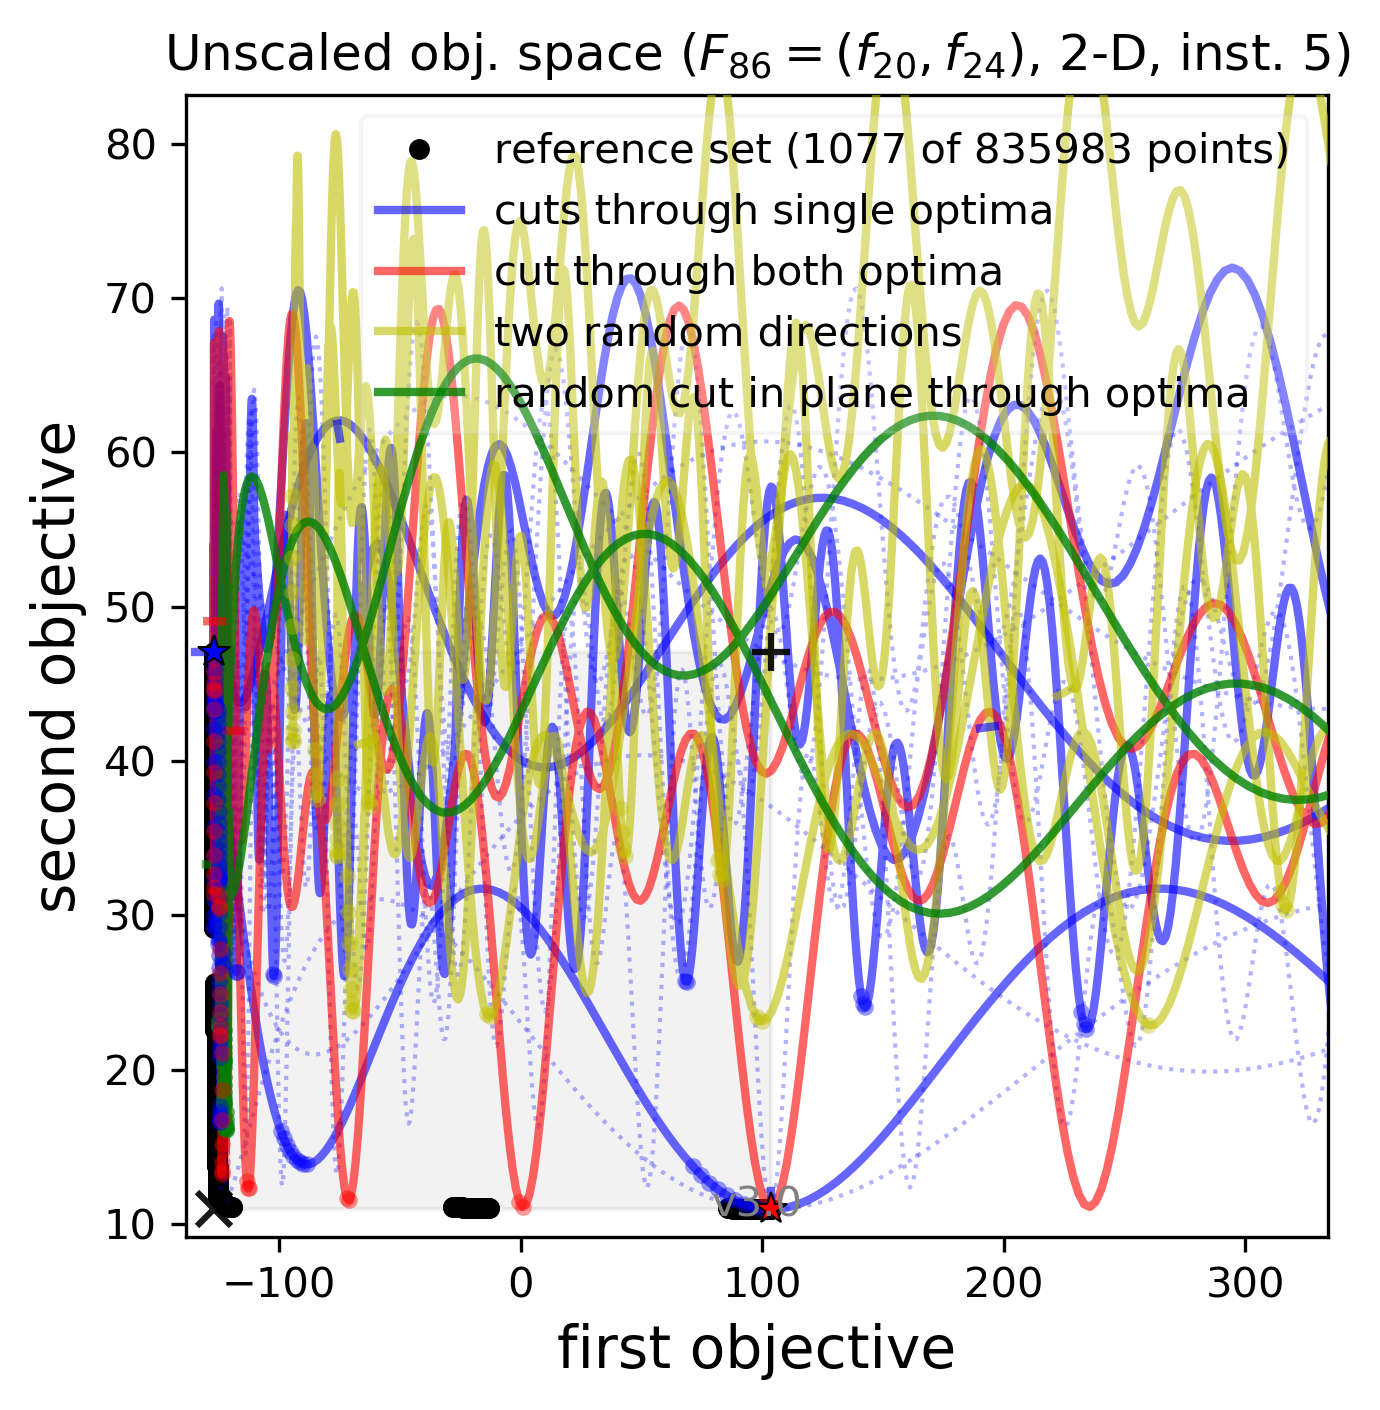 Unscaled obj. space (F86 = (f20, f24), 2-D, inst. 5)
reference set (1077 of 835983 points)
cuts through single optima
cut through both optima
two random directions
random cut in plane through optima
80
70
60
50
40
30
20
10
second objective
−100
0
100
200
300
first objective